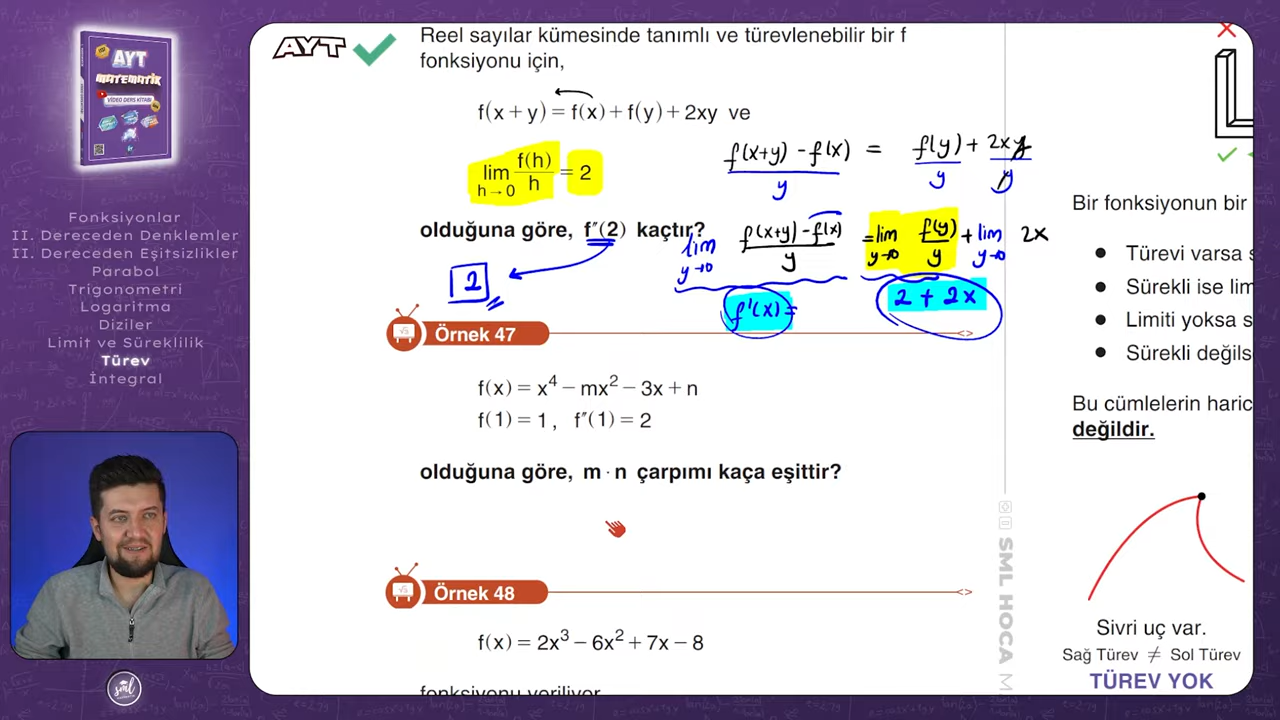 AYT
MATEMATİK
VİDEO DERS KİTABI
Fonksiyonlar
II. Dereceden Denklemler
II. Dereceden Eşitsizlikler
Parabol
Trigonometri
Logaritma
Diziler
Limit ve Süreklilik
Türev
İntegral
sml
AYT
Reel sayılar kümesinde tanımlı ve türevlenebilir bir f
fonksiyonu için,
f(x + y) = f(x) + f(y) + 2xy ve
lim h→0 f(h)/h = 2
olduğuna göre, f″(2) kaçtır?
2
(f(x+y) - f(x))/y = f(y)/y + 2xy/y
lim y→0 (f(x+y) - f(x))/y = lim y→0 f(y)/y + lim y→0 2x
f'(x) = 2 + 2x
Örnek 47
f(x) = x⁴ − mx² − 3x + n
f(1) = 1, f″(1) = 2
olduğuna göre, m · n çarpımı kaça eşittir?
Örnek 48
f(x) = 2x³ − 6x² + 7x − 8
fonksiyonu veriliyor
SML HOCA M
Bir fonksiyonun bir
• Türevi varsa s
• Sürekli ise lim
• Limiti yoksa s
• Sürekli değils
Bu cümlelerin haric
değildir.
Sivri uç var.
Sağ Türev ≠ Sol Türev
TÜREV YOK